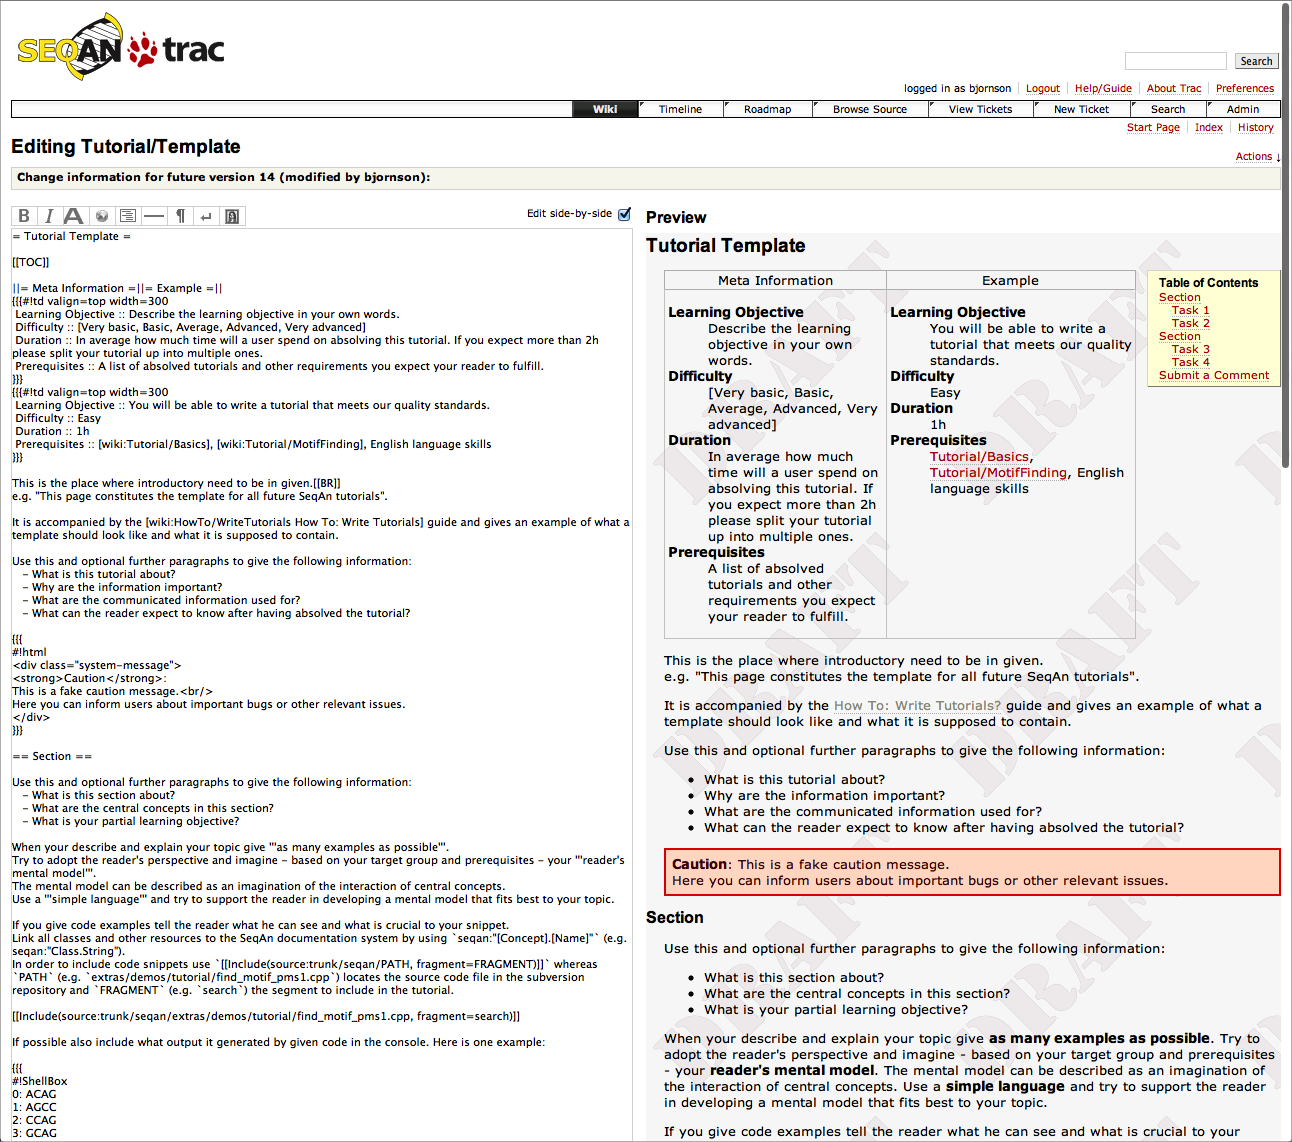 SEQAN trac
Search
logged in as bjornson Logout Help/Guide About Trac Preferences
Wiki Timeline Roadmap Browse Source View Tickets New Ticket Search Admin
Start Page Index History
Editing Tutorial/Template
Actions ↓
Change information for future version 14 (modified by bjornson):
B I A ¶ ↵
Edit side-by-side
= Tutorial Template =
[[TOC]]
||= Meta Information =||= Example =||
{{{#!td valign=top width=300
Learning Objective :: Describe the learning objective in your own words.
Difficulty :: [Very basic, Basic, Average, Advanced, Very advanced]
Duration :: In average how much time will a user spend on absolving this tutorial. If you expect more than 2h
please split your tutorial up into multiple ones.
Prerequisites :: A list of absolved tutorials and other requirements you expect your reader to fulfill.
}}}
{{{#!td valign=top width=300
Learning Objective :: You will be able to write a tutorial that meets our quality standards.
Difficulty :: Easy
Duration :: 1h
Prerequisites :: [wiki:Tutorial/Basics], [wiki:Tutorial/MotifFinding], English language skills
}}}
This is the place where introductory need to be in given.[[BR]]
e.g. "This page constitutes the template for all future SeqAn tutorials".
It is accompanied by the [wiki:HowTo/WriteTutorials How To: Write Tutorials] guide and gives an example of what a
template should look like and what it is supposed to contain.
Use this and optional further paragraphs to give the following information:
- What is this tutorial about?
- Why are the information important?
- What are the communicated information used for?
- What can the reader expect to know after having absolved the tutorial?
{{{
#!html
<div class="system-message">
<strong>Caution</strong>:
This is a fake caution message.<br/>
Here you can inform users about important bugs or other relevant issues.
</div>
}}}
== Section ==
Use this and optional further paragraphs to give the following information:
- What is this section about?
- What are the central concepts in this section?
- What is your partial learning objective?
When your describe and explain your topic give '''as many examples as possible'''.
Try to adopt the reader's perspective and imagine - based on your target group and prerequisites - your '''reader's
mental model'''.
The mental model can be described as an imagination of the interaction of central concepts.
Use a '''simple language''' and try to support the reader in developing a mental model that fits best to your topic.
If you give code examples tell the reader what he can see and what is crucial to your snippet.
Link all classes and other resources to the SeqAn documentation system by using `seqan:"[Concept].[Name]"` (e.g.
seqan:"Class.String").
In order to include code snippets use `[[Include(source:trunk/seqan/PATH, fragment=FRAGMENT)]]` whereas
`PATH` (e.g. `extras/demos/tutorial/find_motif_pms1.cpp`) locates the source code file in the subversion
repository and `FRAGMENT` (e.g. `search`) the segment to include in the tutorial.
[[Include(source:trunk/seqan/extras/demos/tutorial/find_motif_pms1.cpp, fragment=search)]]
If possible also include what output it generated by given code in the console. Here is one example:
{{{
#!ShellBox
0: ACAG
1: AGCC
2: CCAG
3: GCAG
Preview
Tutorial Template
Meta Information Example
Learning Objective
Describe the learning
objective in your own
words.
Difficulty
[Very basic, Basic,
Average, Advanced, Very
advanced]
Duration
In average how much
time will a user spend on
absolving this tutorial. If
you expect more than 2h
please split your tutorial
up into multiple ones.
Prerequisites
A list of absolved
tutorials and other
requirements you expect
your reader to fulfill.
Learning Objective
You will be able to write a
tutorial that meets our quality
standards.
Difficulty
Easy
Duration
1h
Prerequisites
Tutorial/Basics,
Tutorial/MotifFinding, English
language skills
Table of Contents
Section
Task 1
Task 2
Section
Task 3
Task 4
Submit a Comment
This is the place where introductory need to be in given.
e.g. "This page constitutes the template for all future SeqAn tutorials".
It is accompanied by the How To: Write Tutorials? guide and gives an example of what a
template should look like and what it is supposed to contain.
Use this and optional further paragraphs to give the following information:
• What is this tutorial about?
• Why are the information important?
• What are the communicated information used for?
• What can the reader expect to know after having absolved the tutorial?
Caution: This is a fake caution message.
Here you can inform users about important bugs or other relevant issues.
Section
Use this and optional further paragraphs to give the following information:
• What is this section about?
• What are the central concepts in this section?
• What is your partial learning objective?
When your describe and explain your topic give as many examples as possible. Try to
adopt the reader's perspective and imagine - based on your target group and prerequisites
- your reader's mental model. The mental model can be described as an imagination of
the interaction of central concepts. Use a simple language and try to support the reader
in developing a mental model that fits best to your topic.
If you give code examples tell the reader what he can see and what is crucial to your
DRAFT
DRAFT
DRAFT
DRAFT
DRAFT
DRAFT